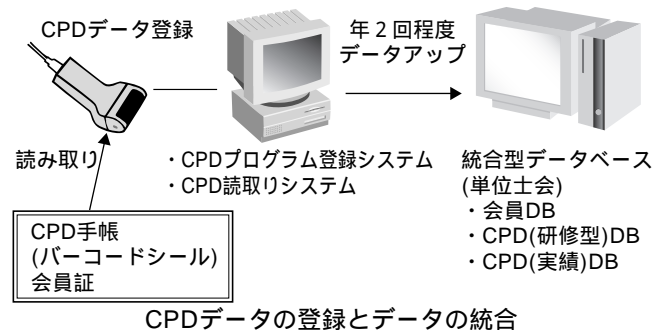 CPDデータ登録
年２回程度
データアップ
読み取り
・CPDプログラム登録システム
・CPD読取りシステム
統合型データベース
(単位士会)
・会員DB
・CPD(研修型)DB
・CPD(実績)DB
CPD手帳
(バーコードシール)
会員証
CPDデータの登録とデータの統合